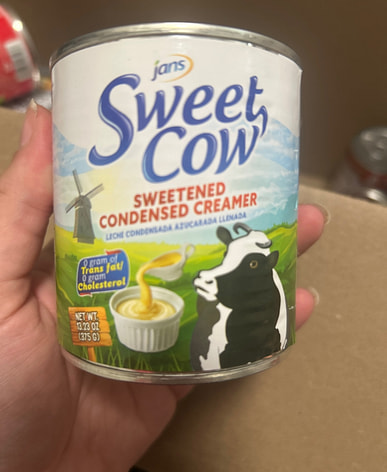 jans
Sweet
Cow
SWEETENED
CONDENSED CREAMER
LECHE CONDENSADA AZUCARADA LLENADA
0 gram of
Trans fat/
0 gram
Cholesterol
NET WT.
13.23 OZ
(375 G)